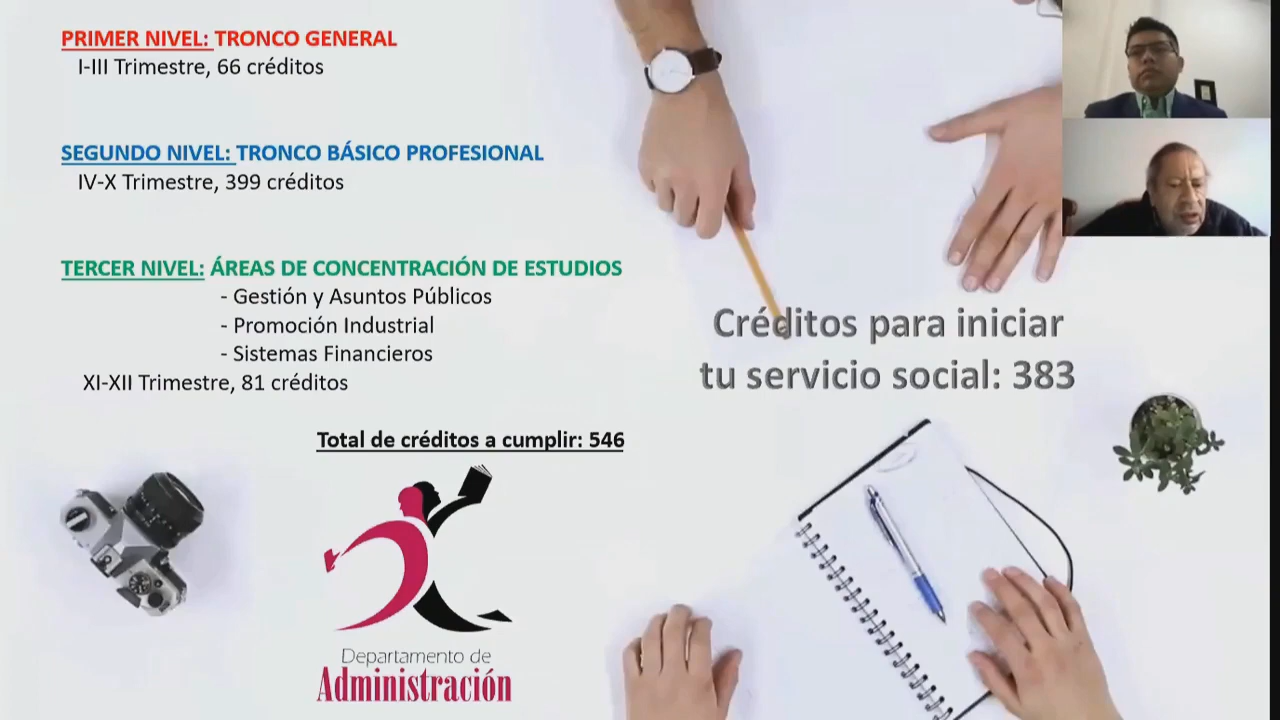 PRIMER NIVEL: TRONCO GENERAL
I-III Trimestre, 66 créditos
SEGUNDO NIVEL: TRONCO BÁSICO PROFESIONAL
IV-X Trimestre, 399 créditos
TERCER NIVEL: ÁREAS DE CONCENTRACIÓN DE ESTUDIOS
- Gestión y Asuntos Públicos
- Promoción Industrial
- Sistemas Financieros
XI-XII Trimestre, 81 créditos
Total de créditos a cumplir: 546
Créditos para iniciar
tu servicio social: 383
Departamento de
Administración